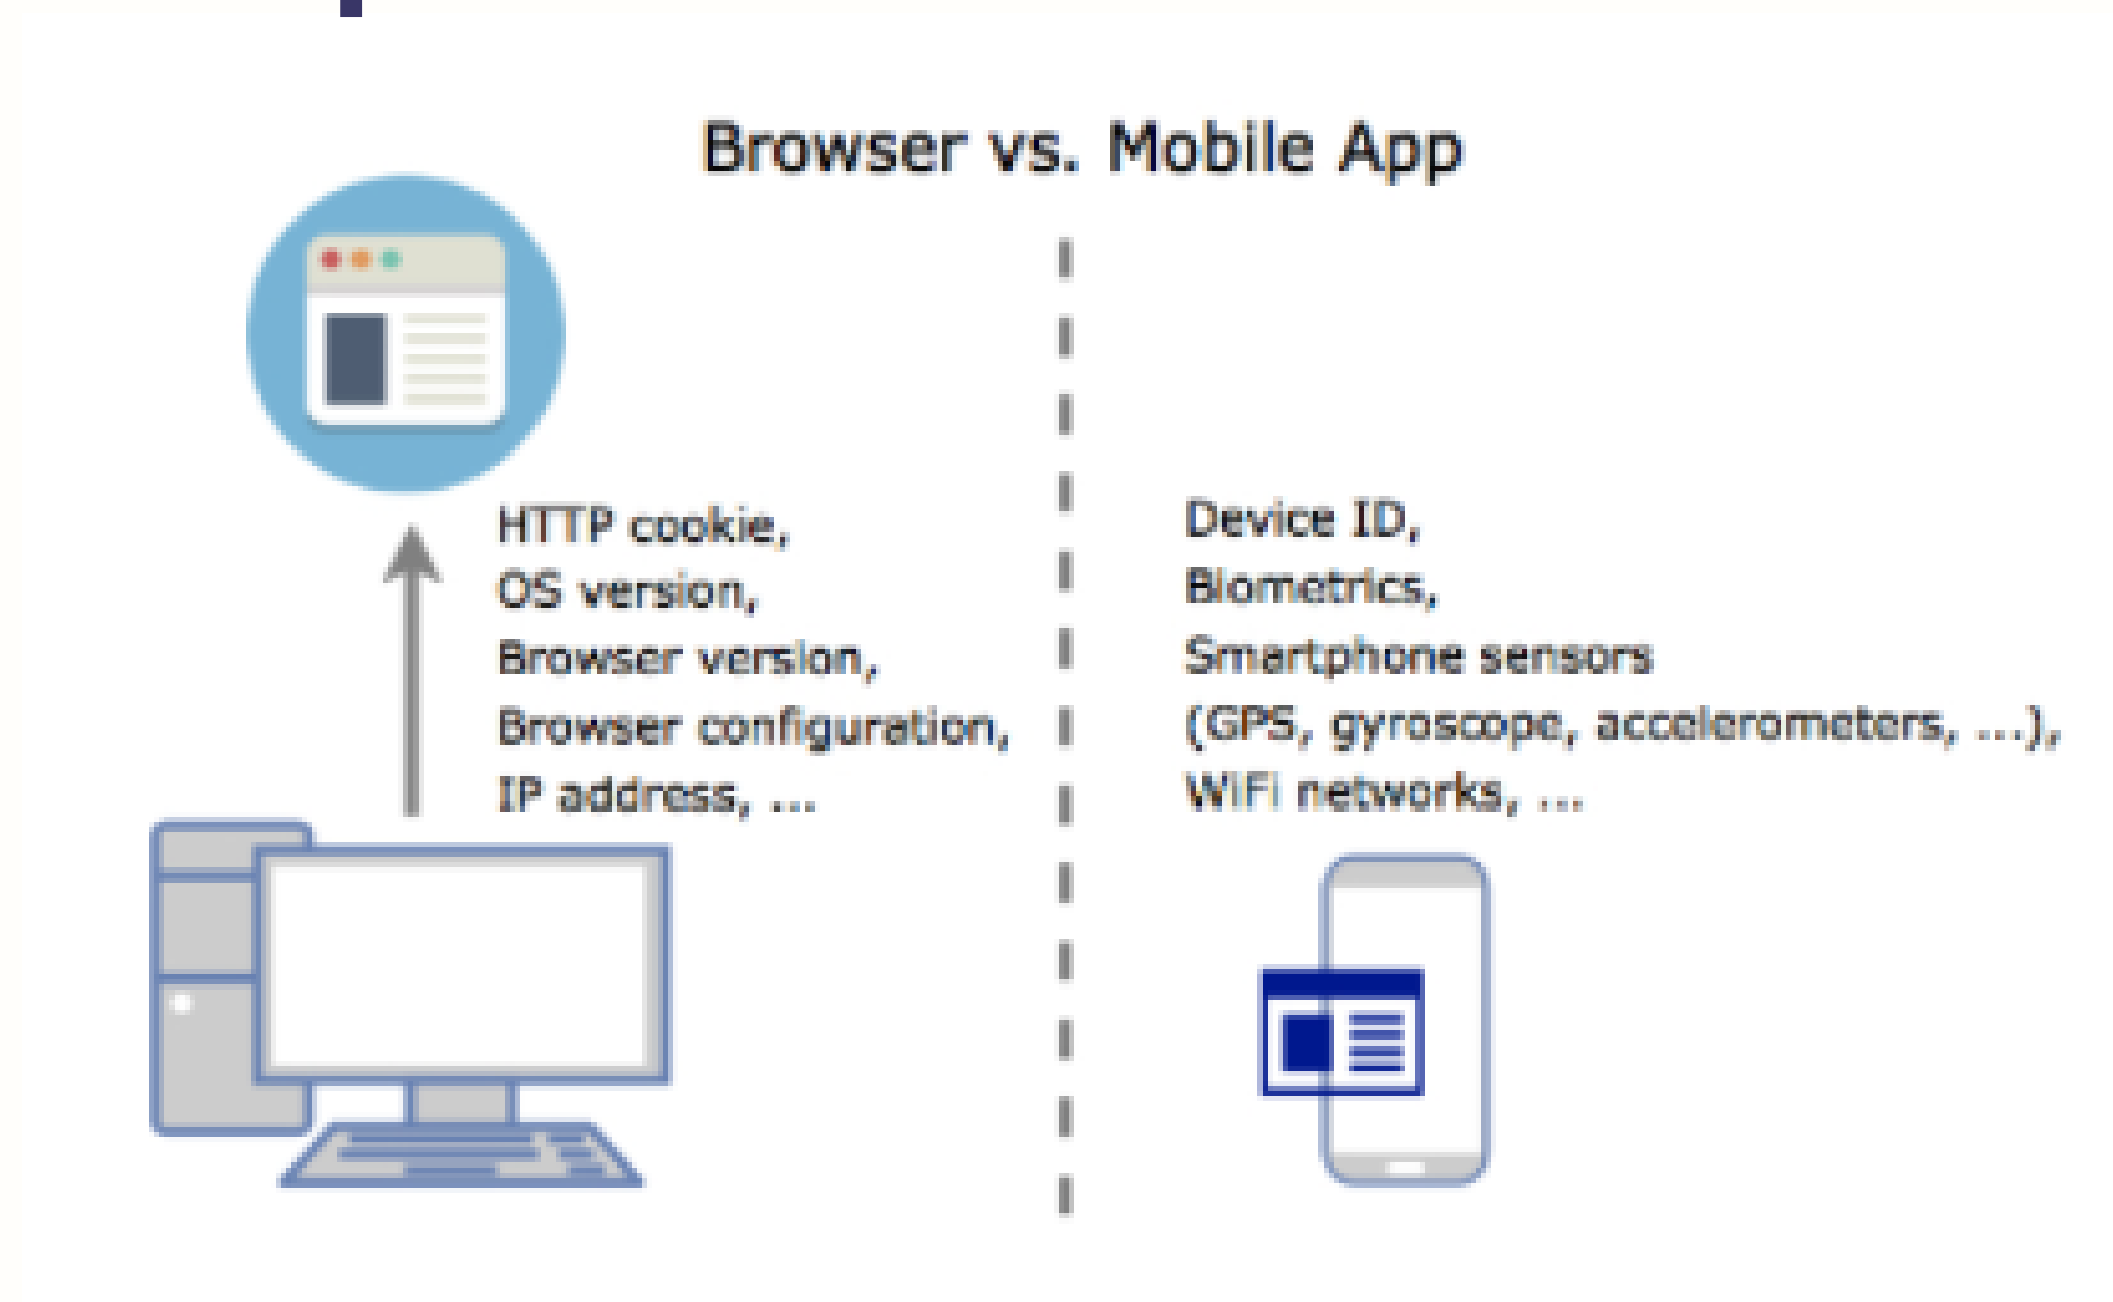 Browser vs. Mobile App
HTTP cookie,
OS version,
Browser version,
Browser configuration,
IP address, ...
Device ID,
Biometrics,
Smartphone sensors
(GPS, gyroscope, accelerometers, ...),
WiFi networks, ...